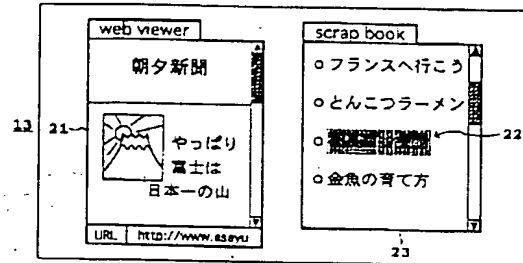 web viewer
朝夕新聞
やっぱり
富士は
日本一の山
URL http://www.asayu
scrap book
フランスへ行こう
とんこつラーメン
金魚の育て方
13
21
22
23